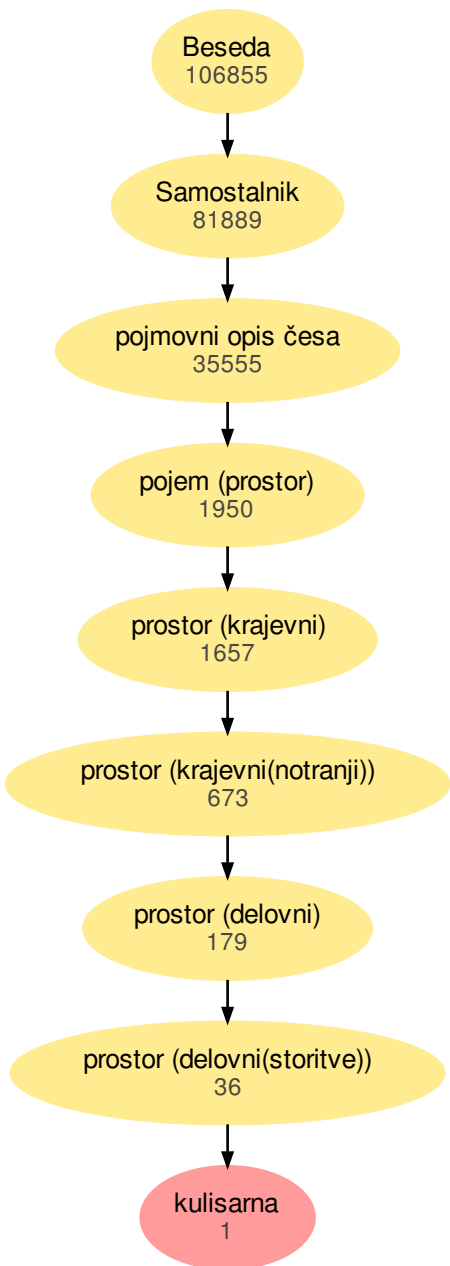 Beseda
106855
Samostalnik
81889
pojmovni opis česa
35555
pojem (prostor)
1950
prostor (krajevni)
1657
prostor (krajevni(notranji))
673
prostor (delovni)
179
prostor (delovni(storitve))
36
kulisarna
1